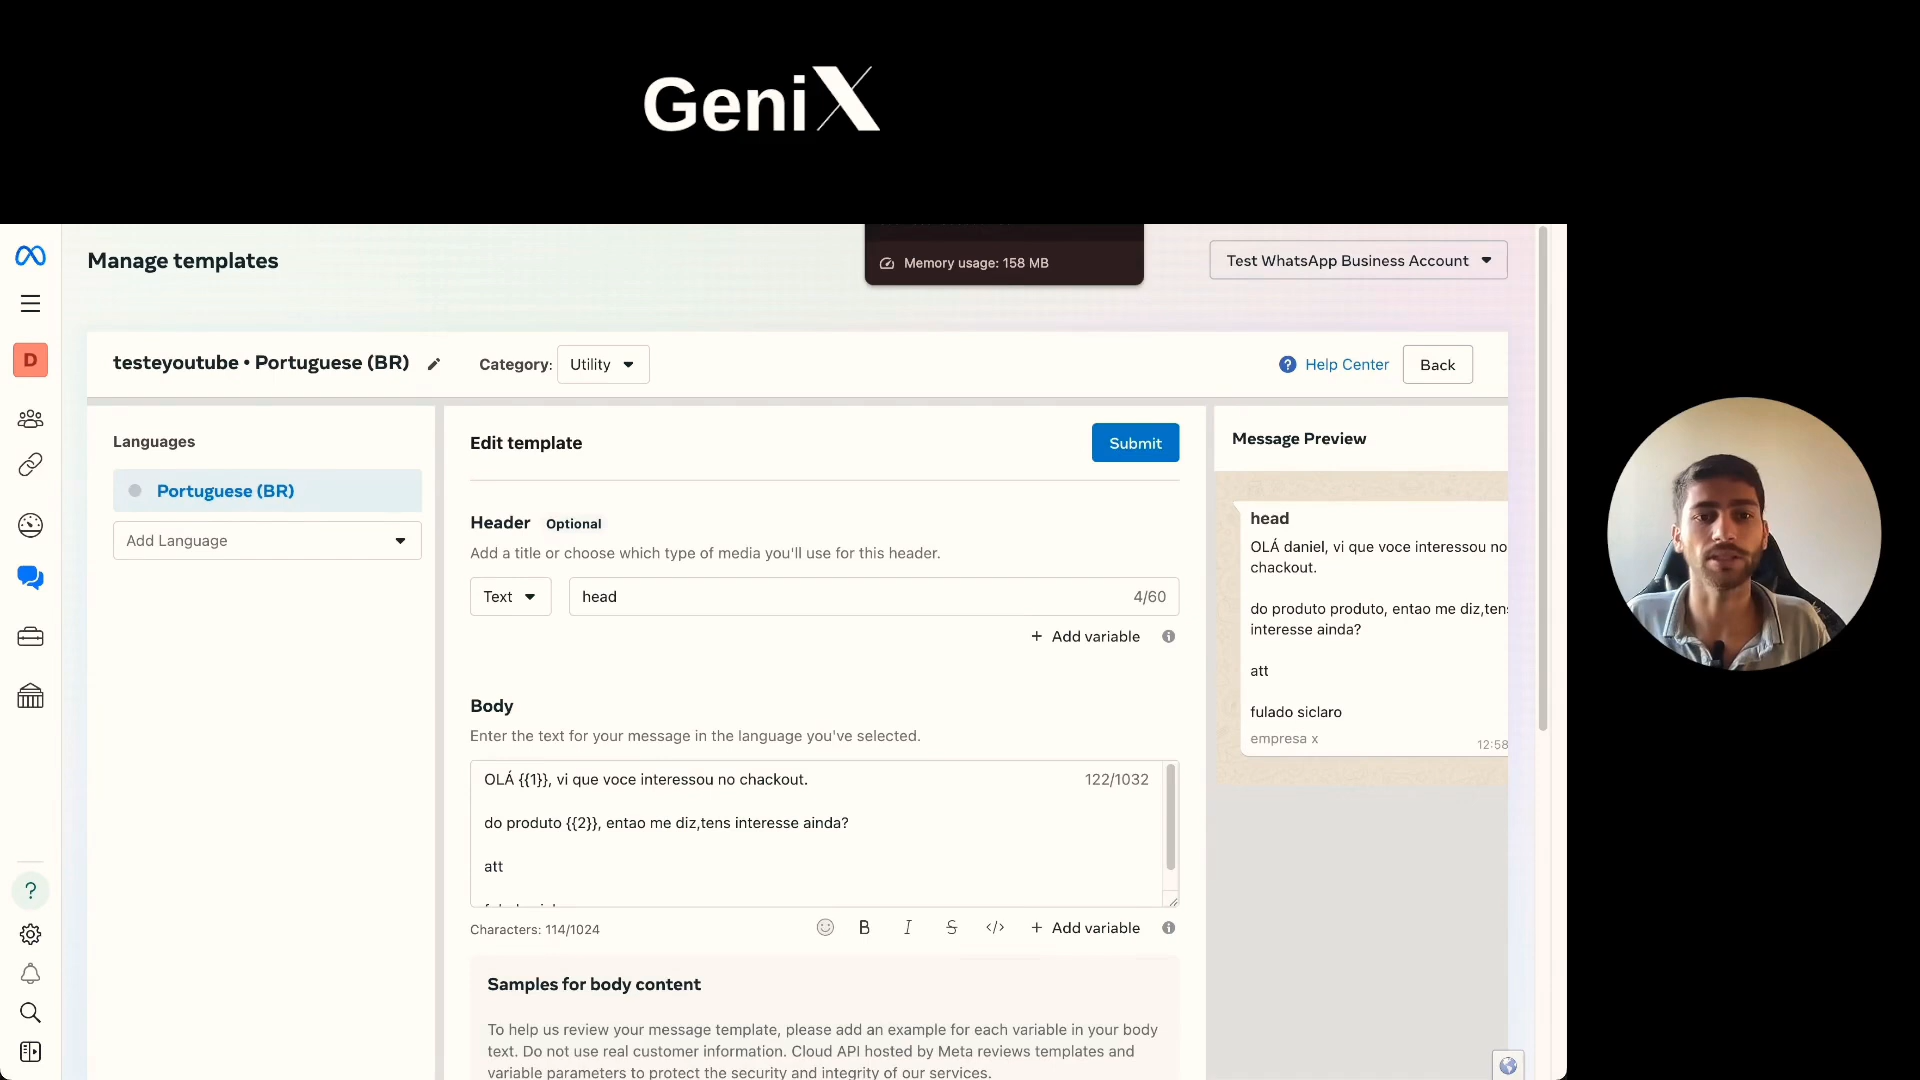 GeniX
Manage templates
Memory usage: 158 MB
Test WhatsApp Business Account
D
testeyoutube • Portuguese (BR)
Category:
Utility
Help Center
Back
Languages
Portuguese (BR)
Add Language
Edit template
Submit
Header Optional
Add a title or choose which type of media you'll use for this header.
Text
head
4/60
+ Add variable
Body
Enter the text for your message in the language you've selected.
OLÁ {{1}}, vi que voce interessou no chackout.
122/1032
do produto {{2}}, entao me diz,tens interesse ainda?
att
Characters: 114/1024
B I S </>
+ Add variable
Samples for body content
To help us review your message template, please add an example for each variable in your body
text. Do not use real customer information. Cloud API hosted by Meta reviews templates and
variable parameters to protect the security and integrity of our services.
Message Preview
head
OLÁ daniel, vi que voce interessou no
chackout.
do produto produto, entao me diz,tens
interesse ainda?
att
fulado siclaro
empresa x
12:58